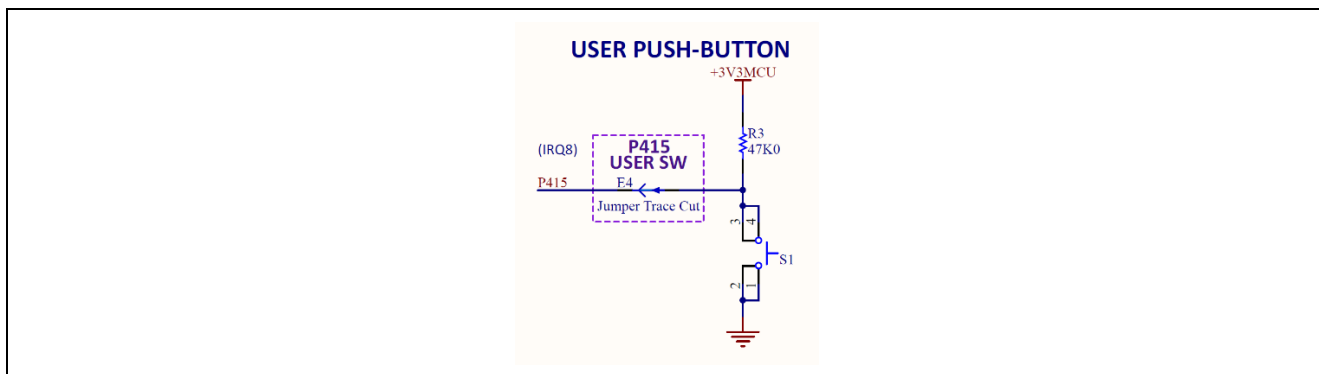 USER PUSH-BUTTON
+3V3MCU
R3
47K0
(IRQ8)
P415
USER SW
P415
E4
Jumper Trace Cut
3
4
S1
2
1